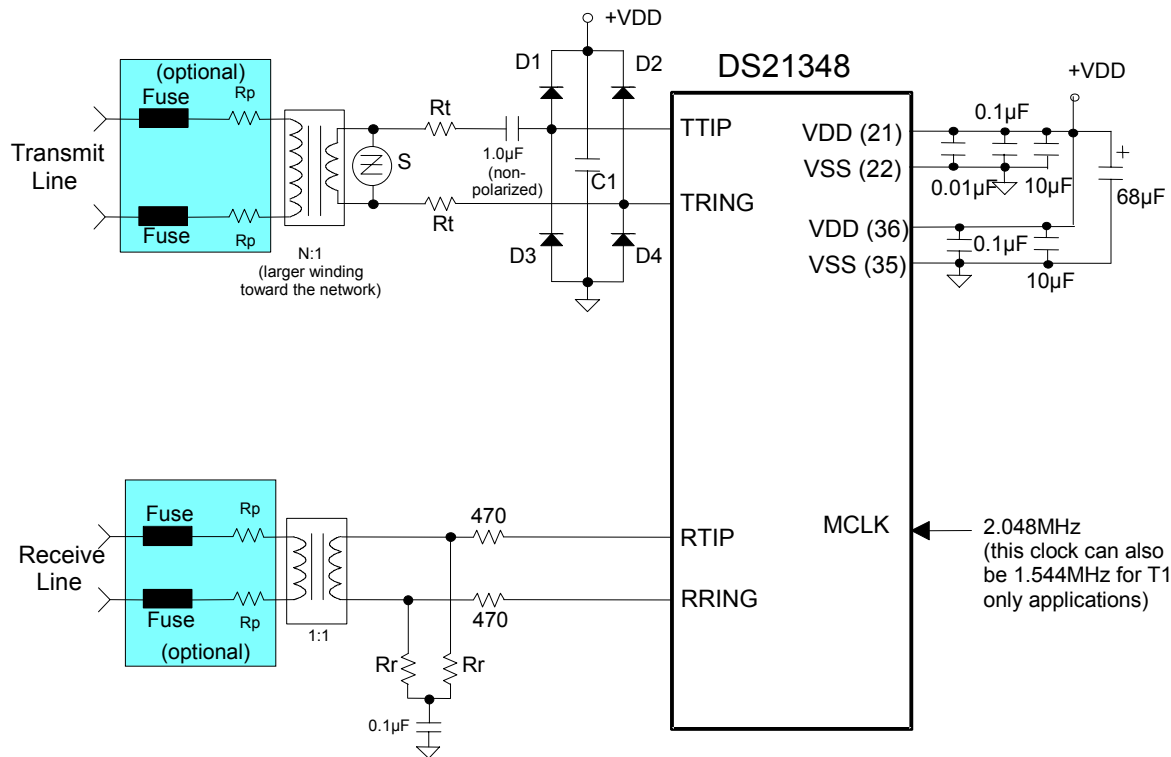 +VDD
D1
D2
DS21348
+VDD
(optional)
Fuse
Rp
Rt
1.0µF
(non-
polarized)
S
C1
TTIP
VDD (21)
0.1µF
+
Transmit
Line
VSS (22)
0.01µF
10µF
68µF
Fuse
Rp
Rt
TRING
VDD (36)
N:1
(larger winding
toward the network)
D3
D4
0.1µF
VSS (35)
10µF
Fuse
Rp
470
RTIP
MCLK
2.048MHz
(this clock can also
be 1.544MHz for T1
only applications)
Receive
Line
Fuse
Rp
(optional)
1:1
470
RRING
Rr
Rr
0.1µF